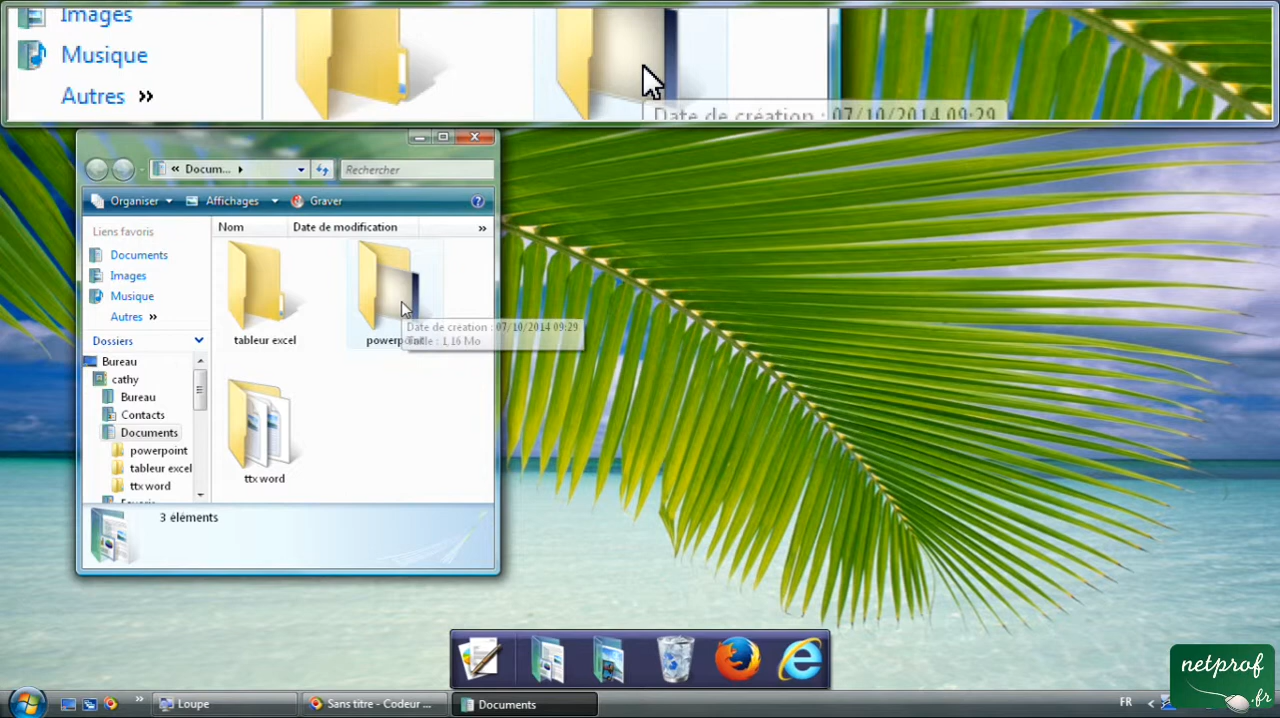 Images
Musique
Autres »
Date de création : 07/10/2014 09:29
« Docum...
Rechercher
Organiser
Affichages
Graver
Liens favoris
Documents
Images
Musique
Autres »
Dossiers
Bureau
cathy
Bureau
Contacts
Documents
powerpoint
tableur excel
ttx word
Nom
Date de modification
»
tableur excel
Date de création : 07/10/2014 09:29
Taille : 1,16 Mo
ttx word
3 éléments
Loupe
Sans titre - Codeur ...
Documents
FR
netprof
.fr